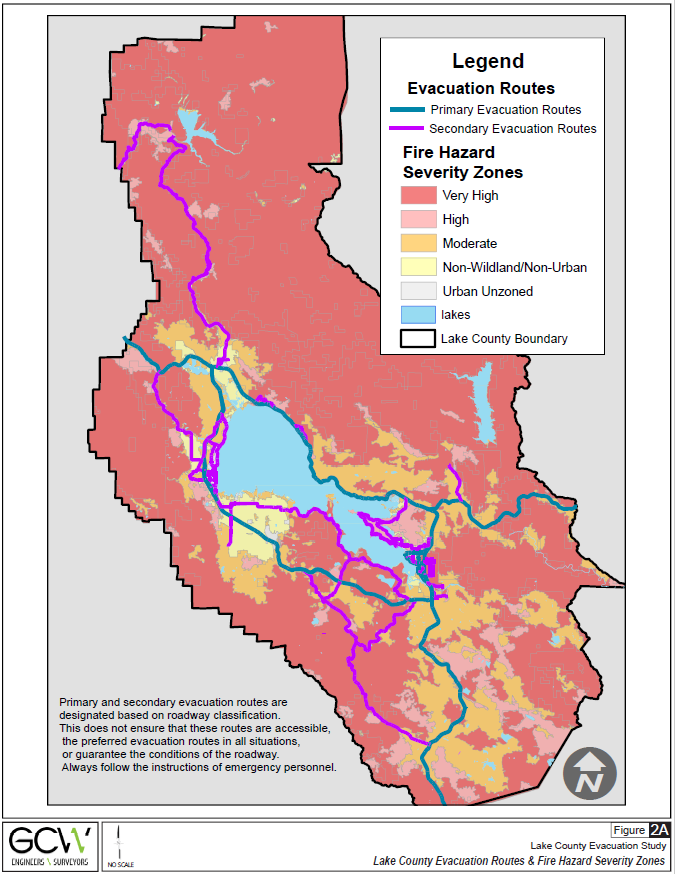 Legend
Evacuation Routes
Primary Evacuation Routes
Secondary Evacuation Routes
Fire Hazard
Severity Zones
Very High
High
Moderate
Non-Wildland/Non-Urban
Urban Unzoned
lakes
Lake County Boundary
Primary and secondary evacuation routes are
designated based on roadway classification.
This does not ensure that these routes are accessible,
the preferred evacuation routes in all situations,
or guarantee the conditions of the roadway.
Always follow the instructions of emergency personnel.
N
GCW
ENGINEERS \ SURVEYORS
NO SCALE
Figure 2A
Lake County Evacuation Study
Lake County Evacuation Routes & Fire Hazard Severity Zones